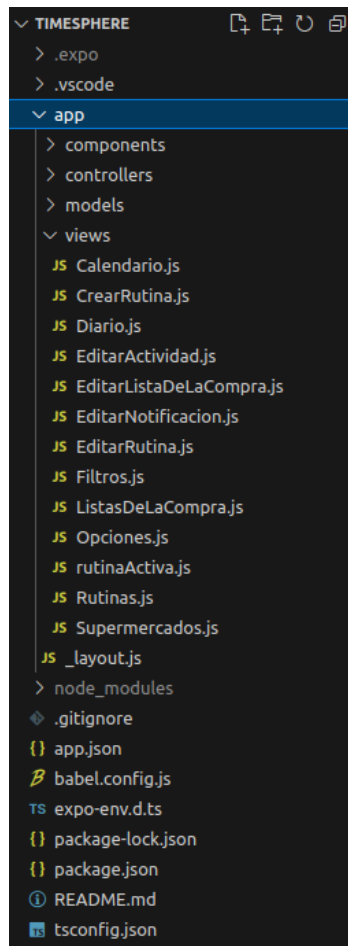 TIMESPHERE
.expo
.vscode
app
components
controllers
models
views
JS Calendario.js
JS CrearRutina.js
JS Diario.js
JS EditarActividad.js
JS EditarListaDeLaCompra.js
JS EditarNotificacion.js
JS EditarRutina.js
JS Filtros.js
JS ListasDeLaCompra.js
JS Opciones.js
JS rutinaActiva.js
JS Rutinas.js
JS Supermercados.js
JS _layout.js
node_modules
.gitignore
{} app.json
B babel.config.js
TS expo-env.d.ts
{} package-lock.json
{} package.json
README.md
TS tsconfig.json